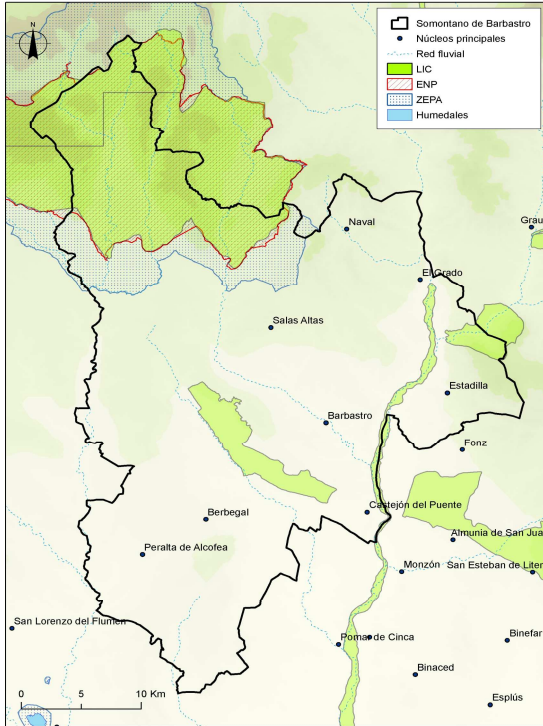 N
Somontano de Barbastro
Núcleos principales
Red fluvial
LIC
ENP
ZEPA
Humedales
Naval
Grau
El Grado
Salas Altas
Estadilla
Barbastro
Fonz
Castejón del Puente
Berbegal
Almunia de San Jua
Peralta de Alcofea
Monzón
San Esteban de Liter
San Lorenzo del Flumen
Pomar de Cinca
Binefar
Binaced
Esplús
0 5 10 Km